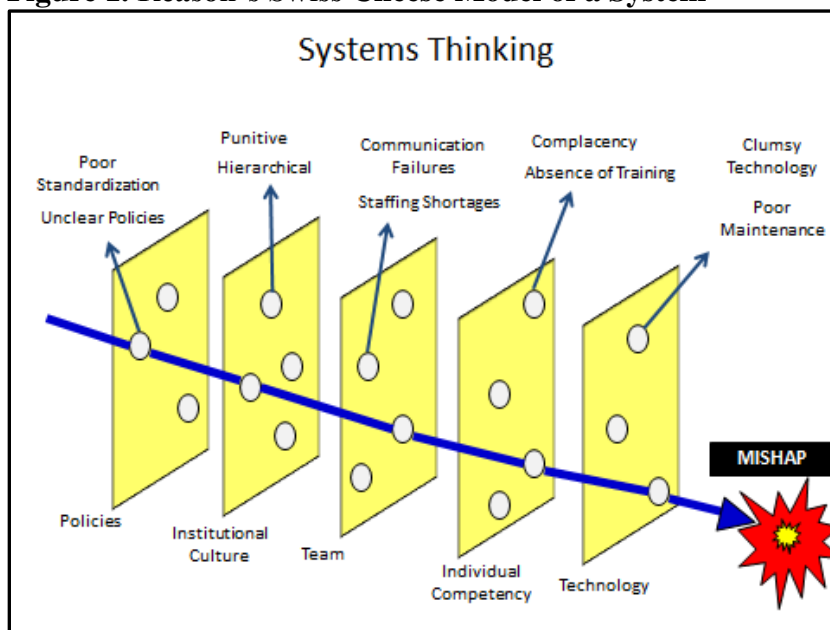 Systems Thinking
Poor
Standardization
Unclear Policies
Punitive
Hierarchical
Communication
Failures
Staffing Shortages
Complacency
Absence of Training
Clumsy
Technology
Poor
Maintenance
MISHAP
Policies
Institutional
Culture
Team
Individual
Competency
Technology